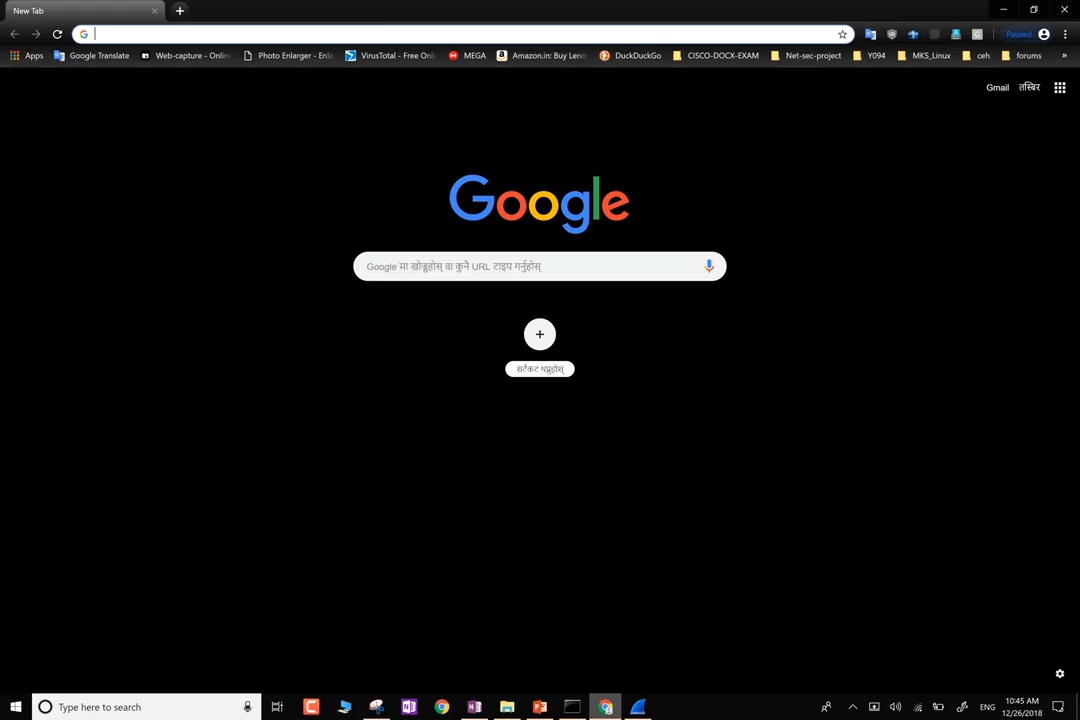 New Tab
Paused
Apps
Google Translate
Web-capture - Onlin
Photo Enlarger - Enla
VirusTotal - Free Onli
MEGA
Amazon.in: Buy Leno
DuckDuckGo
CISCO-DOCX-EXAM
Net-sec-project
Y094
MKS_Linux
ceh
forums
»
Gmail
तस्बिर
Google
Google मा खोज्नुहोस् वा कुनै URL टाइप गर्नुहोस्
सर्टकट थप्नुहोस्
Type here to search
ENG
10:45 AM
12/26/2018